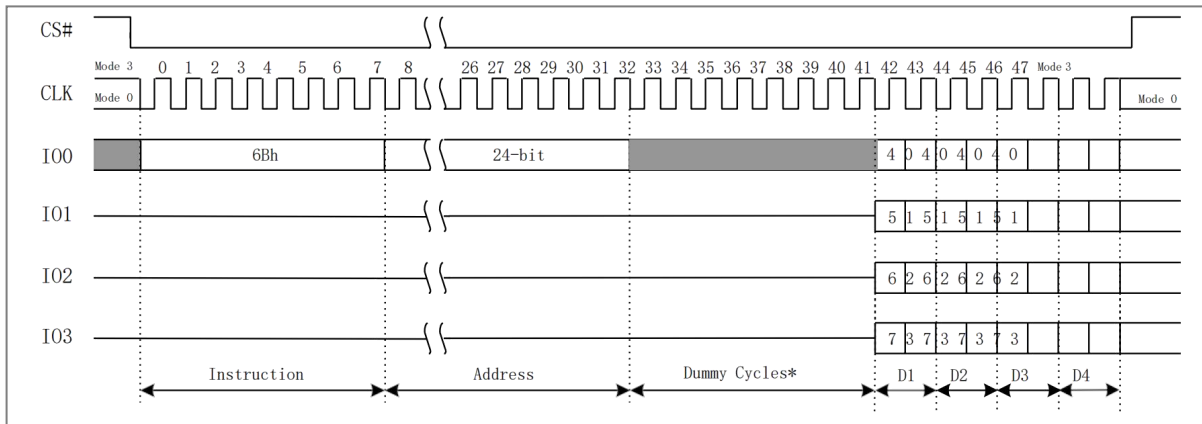 CS#
Mode 3 0 1 2 3 4 5 6 7 8 26 27 28 29 30 31 32 33 34 35 36 37 38 39 40 41 42 43 44 45 46 47 Mode 3
CLK
Mode 0 Mode 0
IO0 6Bh 24-bit 4 0 4 0 4 0 4 0
IO1 5 1 5 1 5 1 5 1
IO2 6 2 6 2 6 2 6 2
IO3 7 3 7 3 7 3 7 3
Instruction Address Dummy Cycles* D1 D2 D3 D4